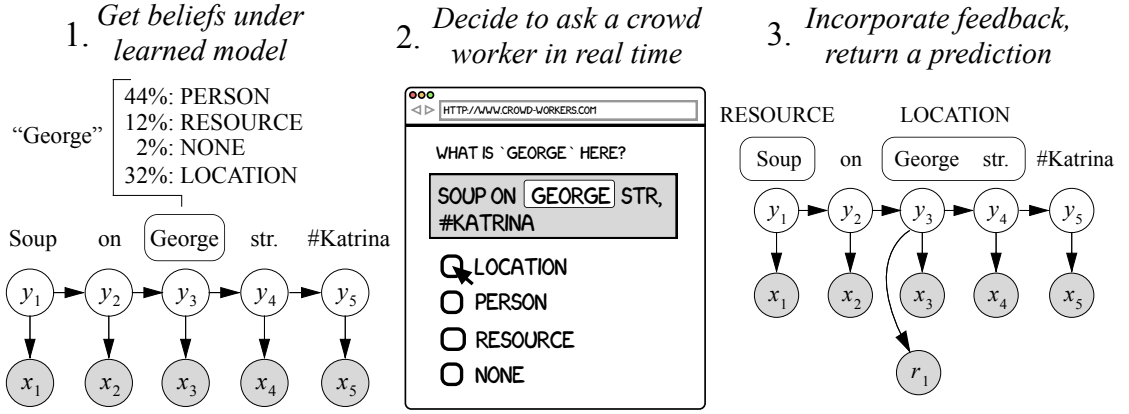 1. Get beliefs under
learned model
“George”
44%: PERSON
12%: RESOURCE
2%: NONE
32%: LOCATION
Soup on George str. #Katrina
y1 y2 y3 y4 y5
x1 x2 x3 x4 x5
2. Decide to ask a crowd
worker in real time
HTTP://WWW.CROWD-WORKERS.COM
WHAT IS `GEORGE` HERE?
SOUP ON GEORGE STR,
#KATRINA
LOCATION
PERSON
RESOURCE
NONE
3. Incorporate feedback,
return a prediction
RESOURCE LOCATION
Soup on George str. #Katrina
y1 y2 y3 y4 y5
x1 x2 x3 x4 x5
r1